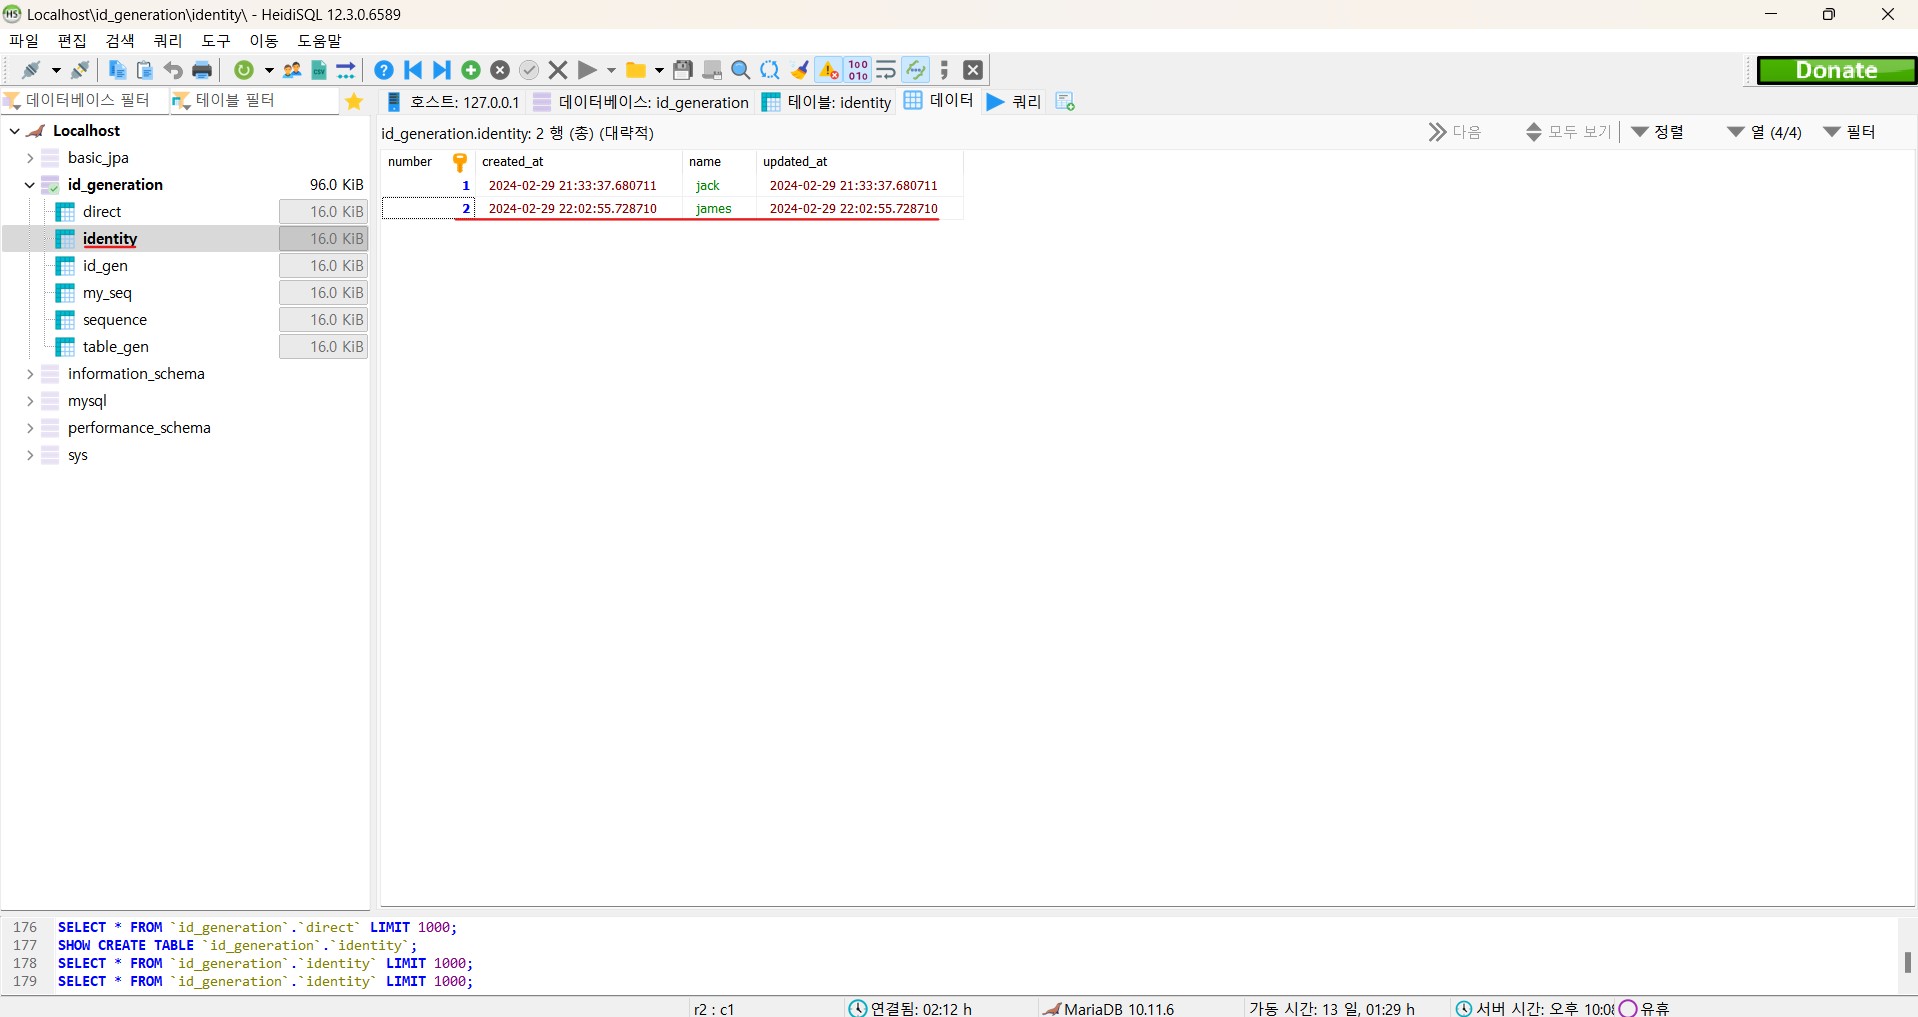 Localhost\id_generation\identity\ - HeidiSQL 12.3.0.6589
파일 편집 검색 쿼리 도구 이동 도움말
Donate
데이터베이스 필터 테이블 필터
호스트: 127.0.0.1 데이터베이스: id_generation 테이블: identity 데이터 쿼리
Localhost
basic_jpa
id_generation 96.0 KiB
direct 16.0 KiB
identity 16.0 KiB
id_gen 16.0 KiB
my_seq 16.0 KiB
sequence 16.0 KiB
table_gen 16.0 KiB
information_schema
mysql
performance_schema
sys
id_generation.identity: 2 행 (총) (대략적) 다음 모두 보기 정렬 열 (4/4) 필터
number created_at name updated_at
1 2024-02-29 21:33:37.680711 jack 2024-02-29 21:33:37.680711
2 2024-02-29 22:02:55.728710 james 2024-02-29 22:02:55.728710
176 SELECT * FROM `id_generation`.`direct` LIMIT 1000;
177 SHOW CREATE TABLE `id_generation`.`identity`;
178 SELECT * FROM `id_generation`.`identity` LIMIT 1000;
179 SELECT * FROM `id_generation`.`identity` LIMIT 1000;
r2 : c1 연결됨: 02:12 h MariaDB 10.11.6 가동 시간: 13 일, 01:29 h 서버 시간: 오후 10:0 유휴